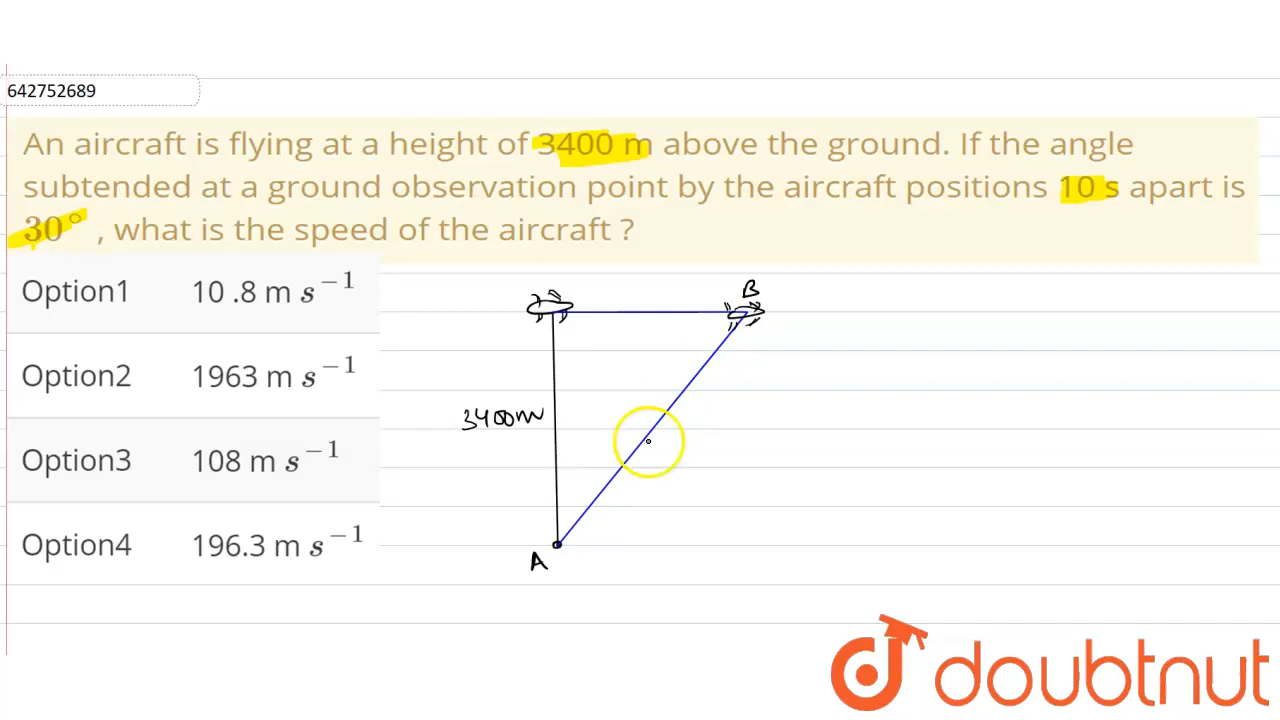 642752689
An aircraft is flying at a height of 3400 m above the ground. If the angle
subtended at a ground observation point by the aircraft positions 10 s apart is
30° , what is the speed of the aircraft ?
Option1 10 .8 m s⁻¹
Option2 1963 m s⁻¹
Option3 108 m s⁻¹
Option4 196.3 m s⁻¹
B
3400m
A
doubtnut